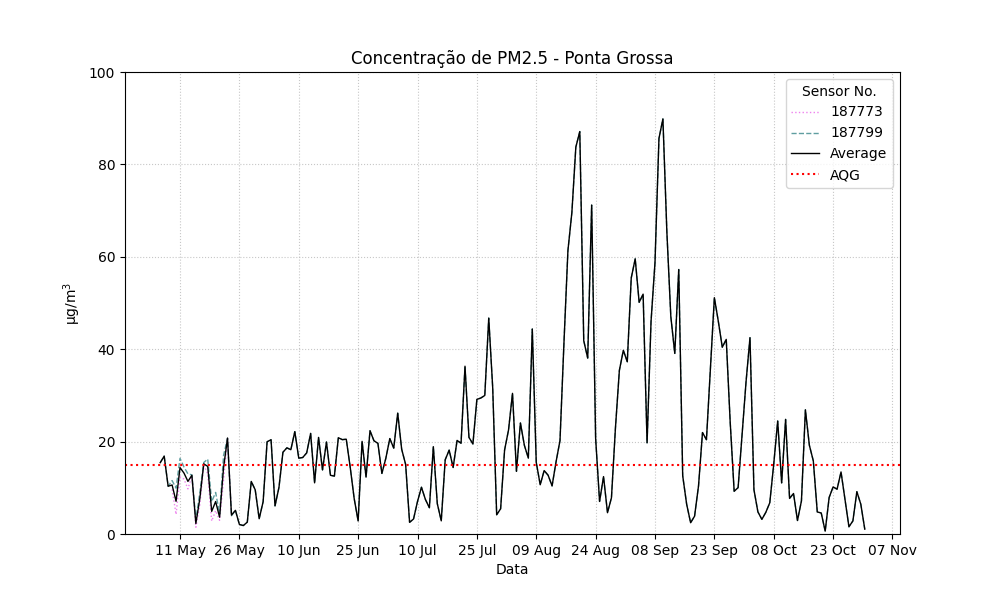 Concentração de PM2.5 - Ponta Grossa
Sensor No.
187773
187799
Average
AQG
100
80
60
40
20
0
µg/m³
11 May 26 May 10 Jun 25 Jun 10 Jul 25 Jul 09 Aug 24 Aug 08 Sep 23 Sep 08 Oct 23 Oct 07 Nov
Data